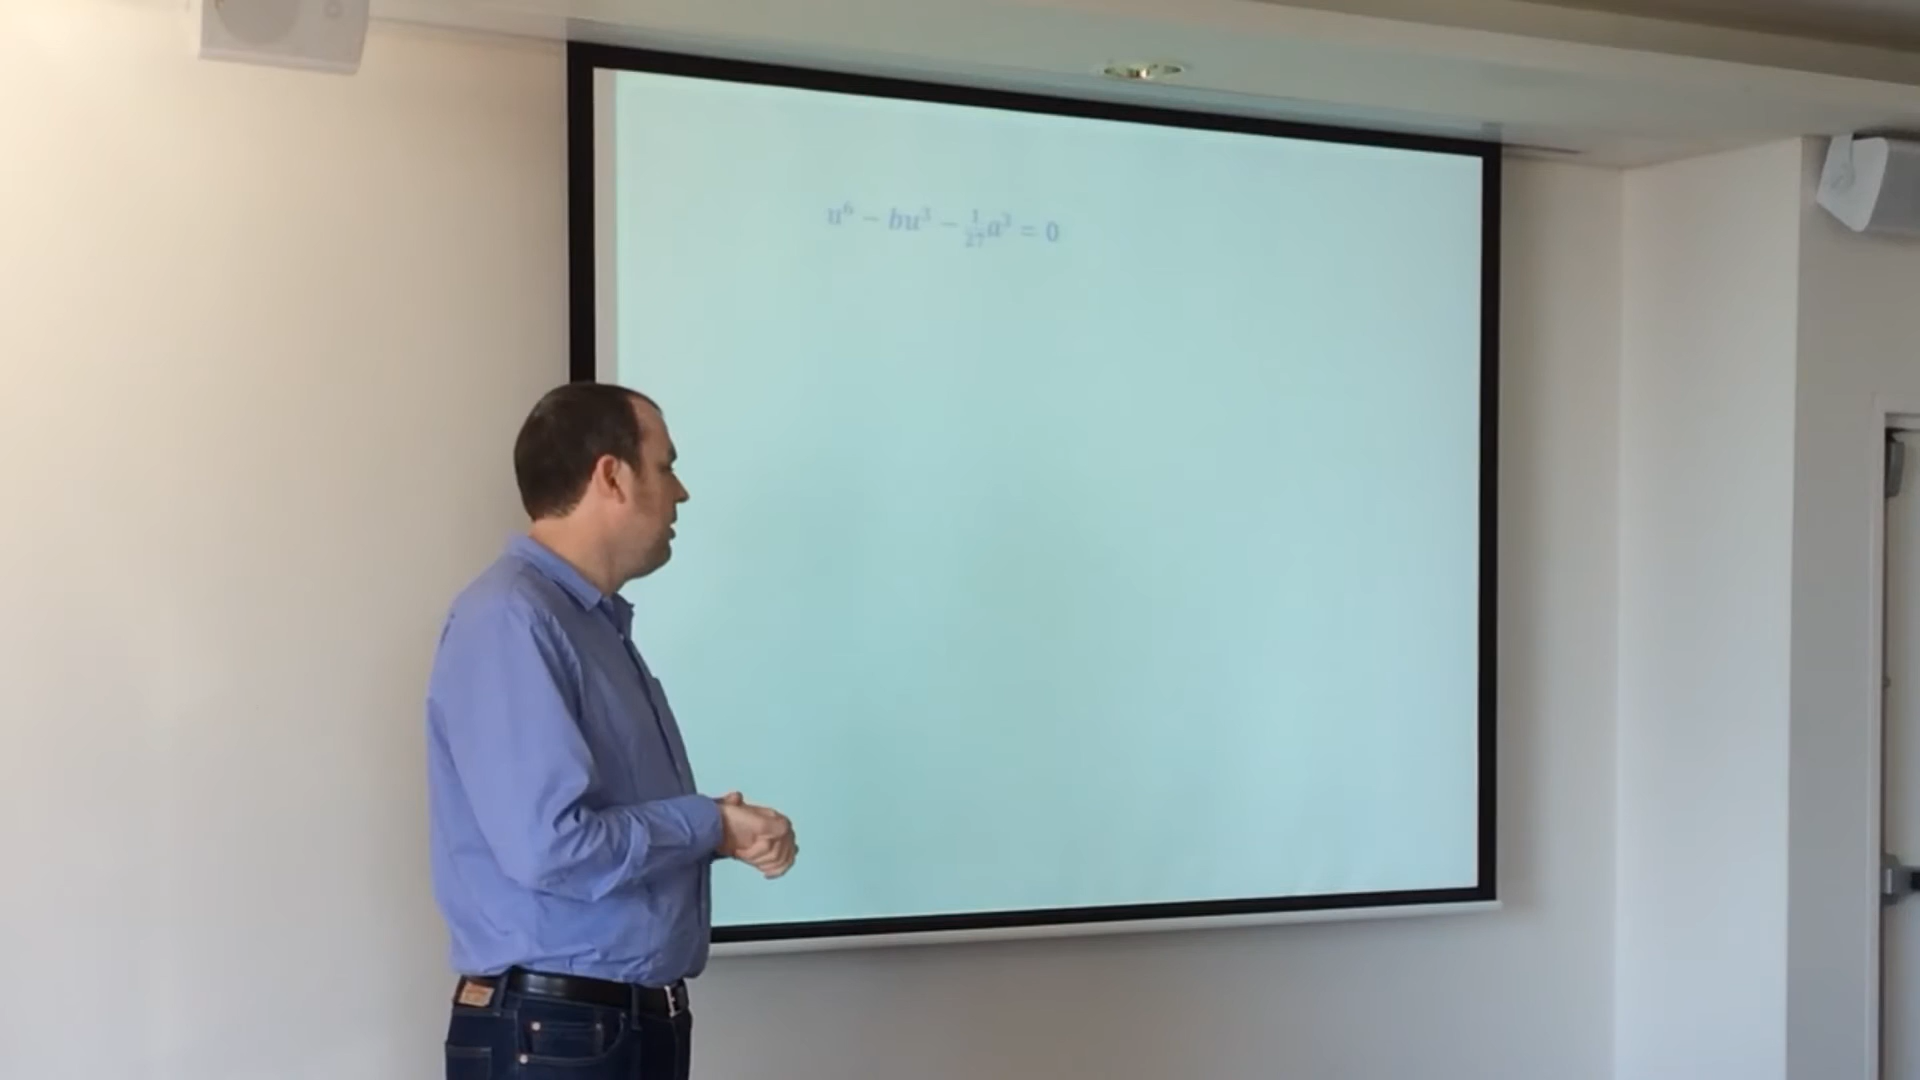 u⁶ − bu³ − 1/27 a³ = 0